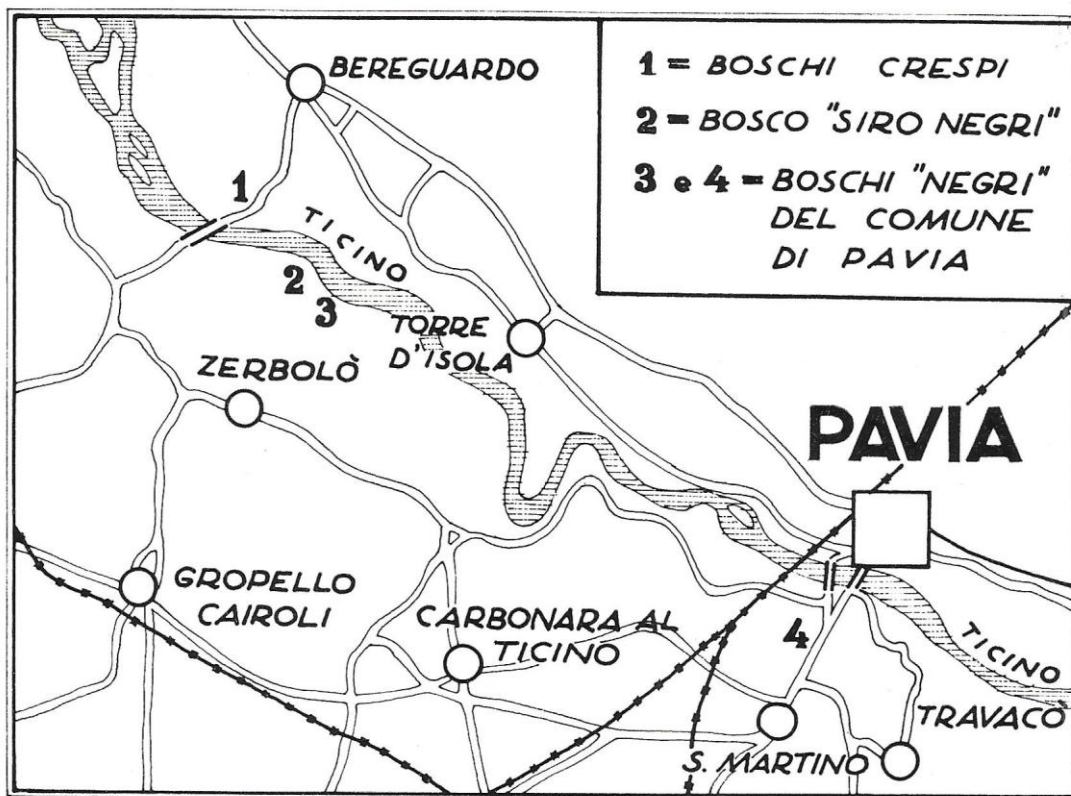 BEREGUARDO
1 = BOSCHI CRESPI
2 = BOSCO "SIRO NEGRI"
3 e 4 = BOSCHI "NEGRI"
DEL COMUNE
DI PAVIA
1
TICINO
2
3
TORRE
D'ISOLA
ZERBOLÒ
PAVIA
GROPELLO
CAIROLI
CARBONARA AL
TICINO
4
TICINO
TRAVACÒ
S. MARTINO